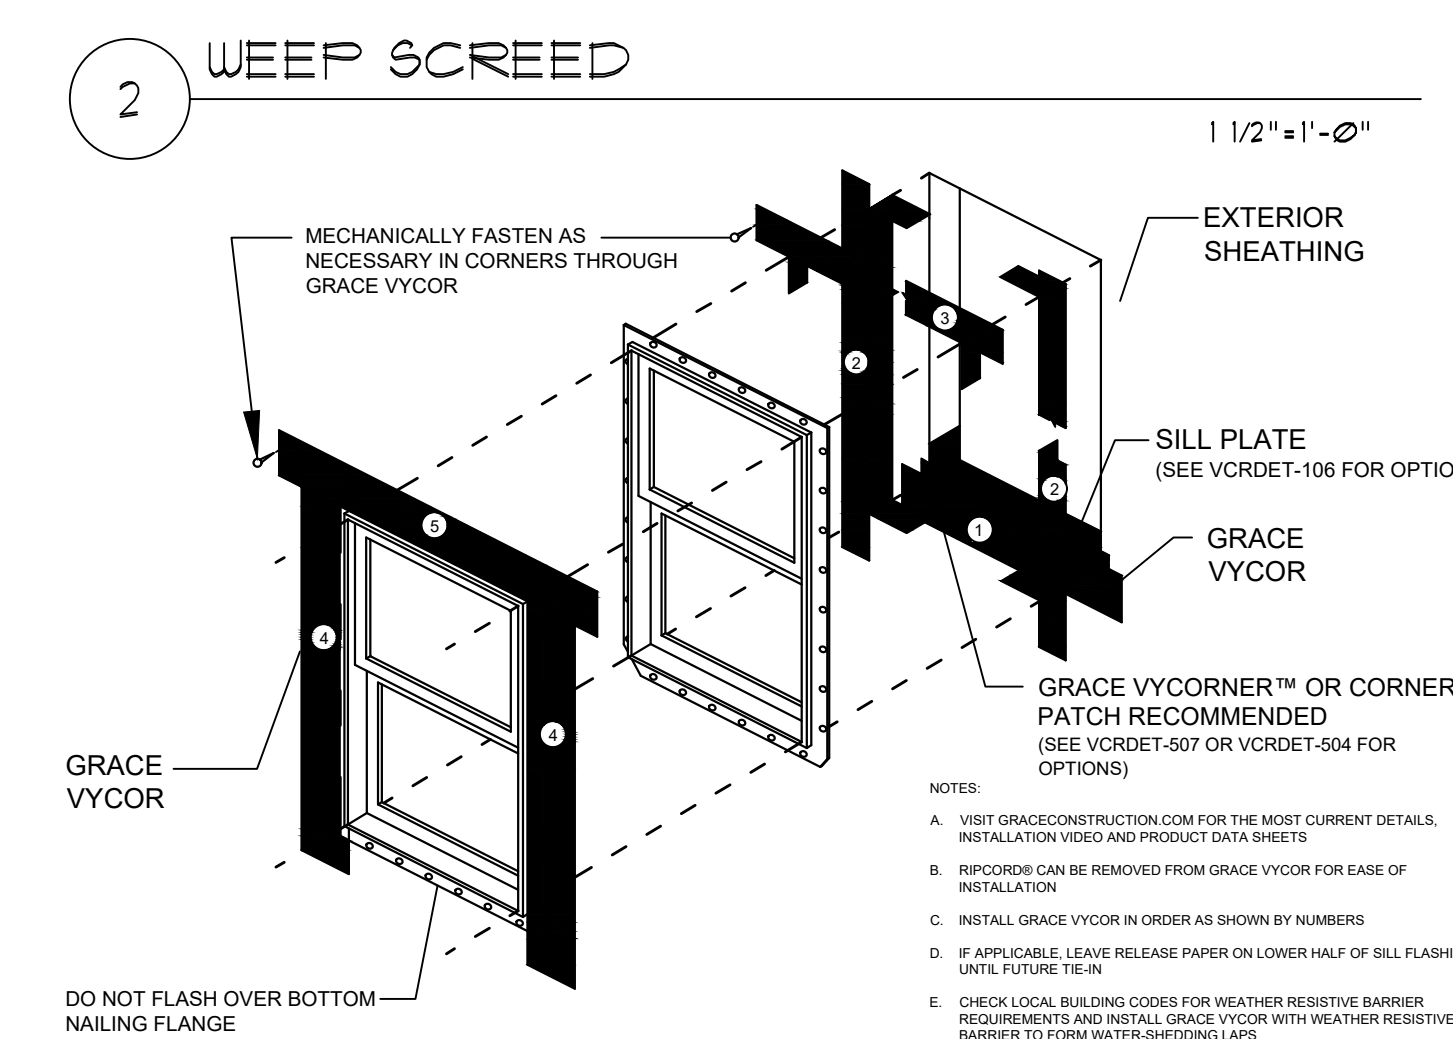 2
WEEP SCREED
1 1/2"=1'-Ø"
MECHANICALLY FASTEN AS
NECESSARY IN CORNERS THROUGH
GRACE VYCOR
EXTERIOR
SHEATHING
3
2
SILL PLATE
(SEE VCRDET-106 FOR OPTIO
2
1
5
GRACE
VYCOR
4
4
GRACE VYCORNER™ OR CORNER
PATCH RECOMMENDED
(SEE VCRDET-507 OR VCRDET-504 FOR
OPTIONS)
GRACE
VYCOR
NOTES:
A. VISIT GRACECONSTRUCTION.COM FOR THE MOST CURRENT DETAILS,
INSTALLATION VIDEO AND PRODUCT DATA SHEETS
B. RIPCORD® CAN BE REMOVED FROM GRACE VYCOR FOR EASE OF
INSTALLATION
C. INSTALL GRACE VYCOR IN ORDER AS SHOWN BY NUMBERS
D. IF APPLICABLE, LEAVE RELEASE PAPER ON LOWER HALF OF SILL FLASHI
UNTIL FUTURE TIE-IN
E. CHECK LOCAL BUILDING CODES FOR WEATHER RESISTIVE BARRIER
REQUIREMENTS AND INSTALL GRACE VYCOR WITH WEATHER RESISTIVE
BARRIER TO FORM WATER-SHEDDING LAPS
DO NOT FLASH OVER BOTTOM
NAILING FLANGE